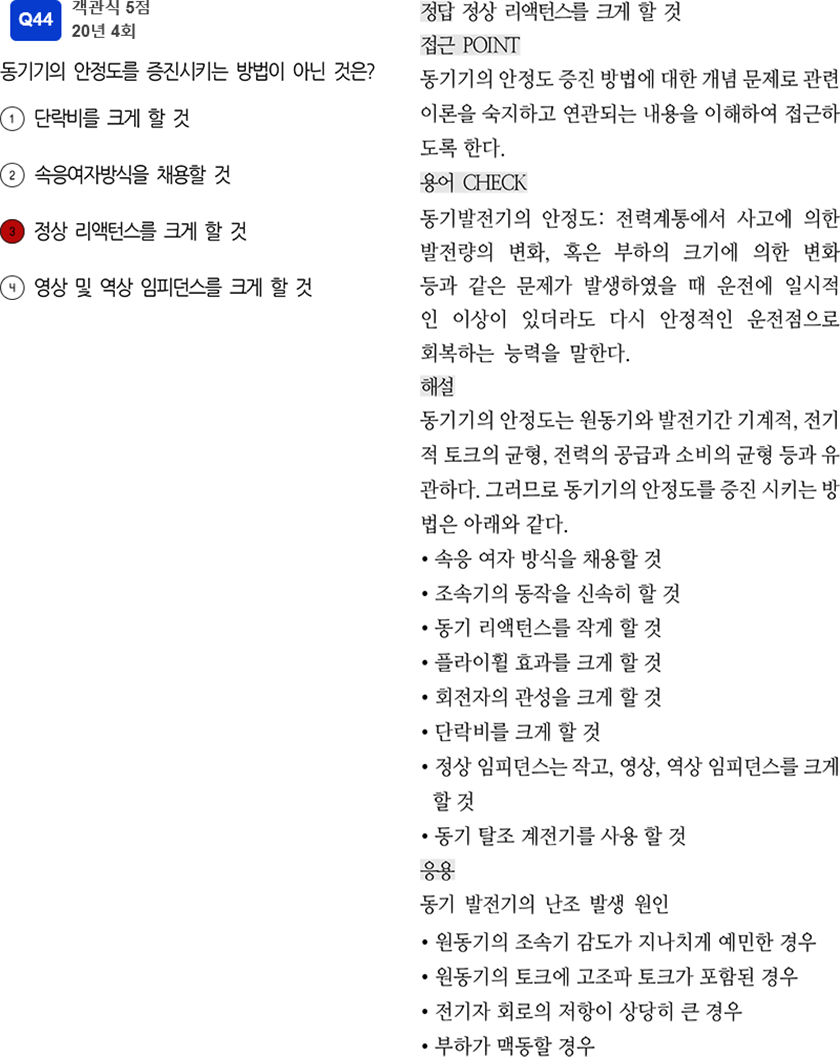 Q44 객관식 5점
20년 4회
동기기의 안정도를 증진시키는 방법이 아닌 것은?
1 단락비를 크게 할 것
2 속응여자방식을 채용할 것
3 정상 리액턴스를 크게 할 것
4 영상 및 역상 임피던스를 크게 할 것
정답 정상 리액턴스를 크게 할 것
접근 POINT
동기기의 안정도 증진 방법에 대한 개념 문제로 관련
이론을 숙지하고 연관되는 내용을 이해하여 접근하
도록 한다.
용어 CHECK
동기발전기의 안정도: 전력계통에서 사고에 의한
발전량의 변화, 혹은 부하의 크기에 의한 변화
등과 같은 문제가 발생하였을 때 운전에 일시적
인 이상이 있더라도 다시 안정적인 운전점으로
회복하는 능력을 말한다.
해설
동기기의 안정도는 원동기와 발전기간 기계적, 전기
적 토크의 균형, 전력의 공급과 소비의 균형 등과 유
관하다. 그러므로 동기기의 안정도를 증진 시키는 방
법은 아래와 같다.
• 속응 여자 방식을 채용할 것
• 조속기의 동작을 신속히 할 것
• 동기 리액턴스를 작게 할 것
• 플라이휠 효과를 크게 할 것
• 회전자의 관성을 크게 할 것
• 단락비를 크게 할 것
• 정상 임피던스는 작고, 영상, 역상 임피던스를 크게
할 것
• 동기 탈조 계전기를 사용 할 것
응용
동기 발전기의 난조 발생 원인
• 원동기의 조속기 감도가 지나치게 예민한 경우
• 원동기의 토크에 고조파 토크가 포함된 경우
• 전기자 회로의 저항이 상당히 큰 경우
• 부하가 맥동할 경우